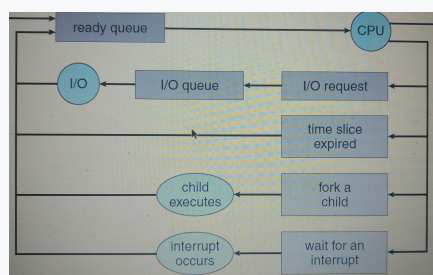 ready queue
CPU
I/O
I/O queue
I/O request
time slice
expired
child
executes
fork a
child
interrupt
occurs
wait for an
interrupt